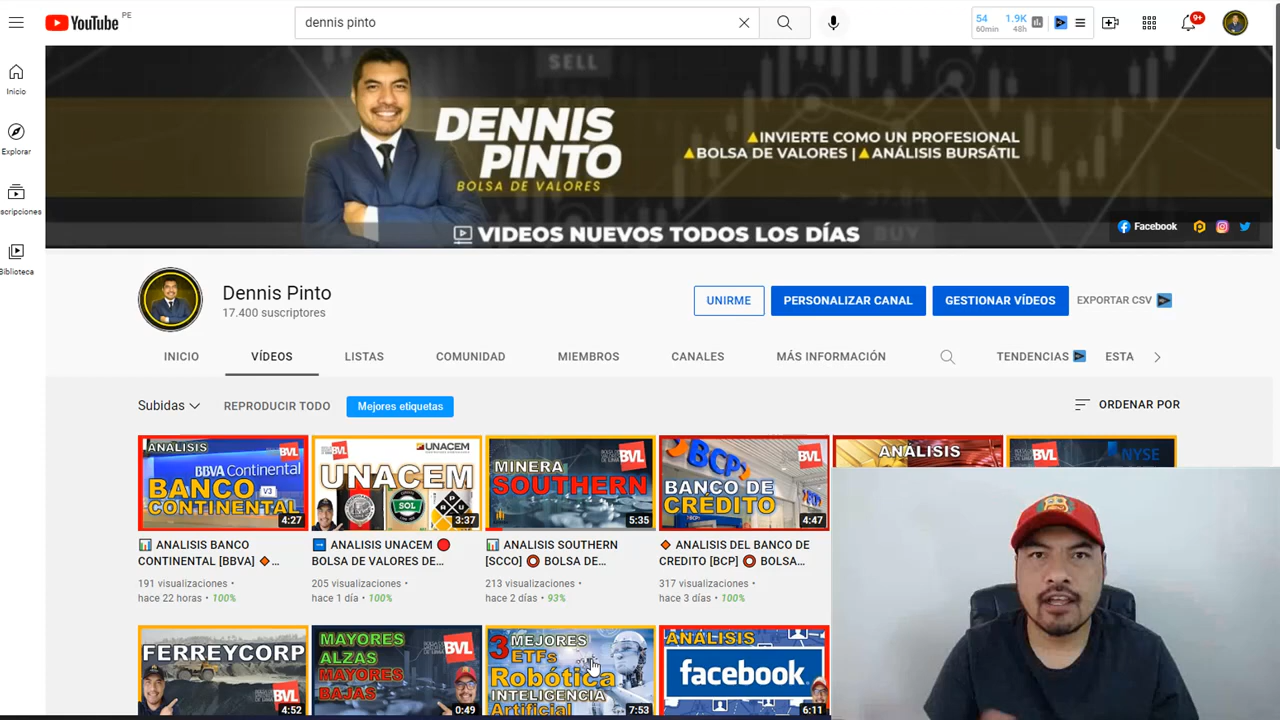 YouTube PE
dennis pinto
54 60min 1.9K 48h
9+
SELL
DENNIS
PINTO
BOLSA DE VALORES
INVIERTE COMO UN PROFESIONAL
BOLSA DE VALORES | ANÁLISIS BURSÁTIL
VIDEOS NUEVOS TODOS LOS DÍAS
BUY
Facebook
Inicio
Explorar
scripciones
Biblioteca
Dennis Pinto
17.400 suscriptores
UNIRME
PERSONALIZAR CANAL
GESTIONAR VÍDEOS
EXPORTAR CSV
INICIO VÍDEOS LISTAS COMUNIDAD MIEMBROS CANALES MÁS INFORMACIÓN TENDENCIAS ESTA
Subidas REPRODUCIR TODO Mejores etiquetas ORDENAR POR
ANÁLISIS BVL
BBVA Continental
BANCO V3
CONTINENTAL
4:27
BVL UNACEM
UNACEM
SOL
3:37
BVL
MINERA
SOUTHERN
5:35
BCP BVL
BANCO DE
CRÉDITO
4:47
ANÁLISIS
BVL NYSE
ANALISIS BANCO
CONTINENTAL [BBVA] ...
191 visualizaciones •
hace 22 horas • 100%
ANALISIS UNACEM
BOLSA DE VALORES DE...
205 visualizaciones •
hace 1 día • 100%
ANALISIS SOUTHERN
[SCCO] BOLSA DE...
213 visualizaciones •
hace 2 días • 93%
ANALISIS DEL BANCO DE
CREDITO [BCP] BOLSA...
317 visualizaciones •
hace 3 días • 100%
FERREYCORP
BVL
4:52
MAYORES
ALZAS
MAYORES
BAJAS
BVL
0:49
3 MEJORES
ETFs
Robótica
INTELIGENCIA
Artificial
7:53
ANÁLISIS
facebook
6:11